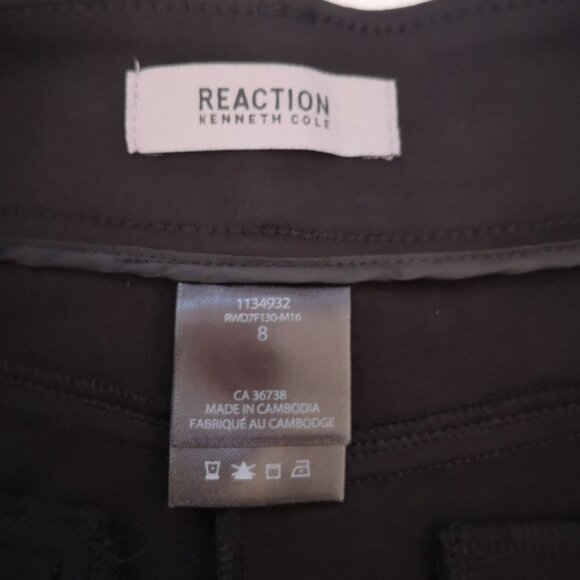 REACTION
KENNETH COLE
1134932
RWD7F130-M16
8
CA 36738
MADE IN CAMBODIA
FABRIQUÉ AU CAMBODGE